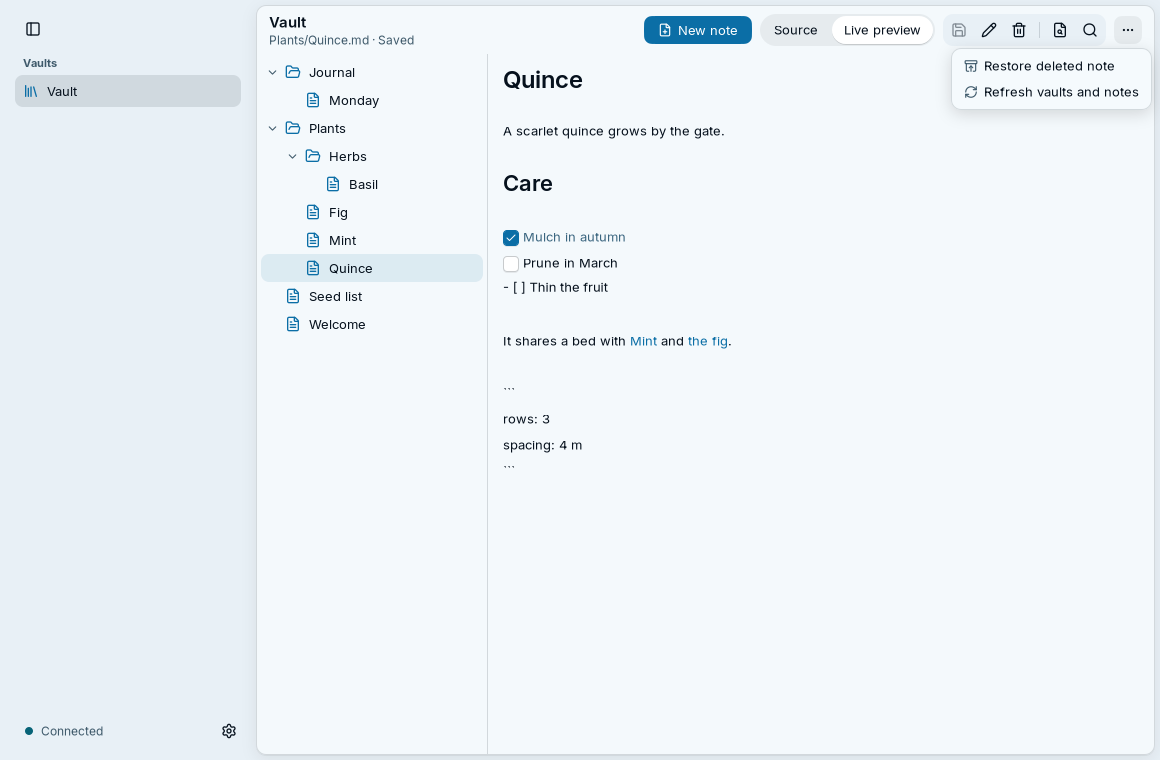 Vaults
Vault
Connected
Vault
Plants/Quince.md · Saved
New note
Source
Live preview
Restore deleted note
Refresh vaults and notes
Journal
Monday
Plants
Herbs
Basil
Fig
Mint
Quince
Seed list
Welcome
Quince
A scarlet quince grows by the gate.
Care
Mulch in autumn
Prune in March
- [ ] Thin the fruit
It shares a bed with Mint and the fig.
```
rows: 3
spacing: 4 m
```